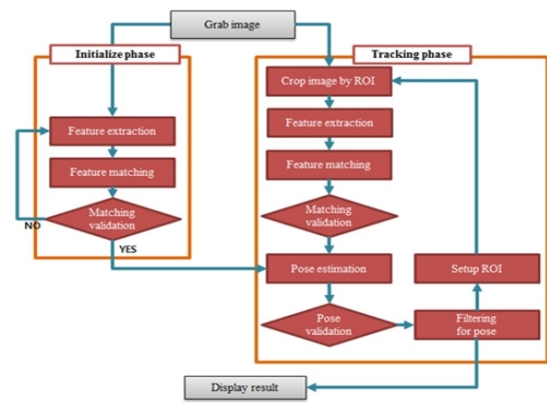 Grab image
Initialize phase
Tracking phase
Crop image by ROI
Feature extraction
Feature extraction
Feature matching
Feature matching
Matching
validation
NO
YES
Matching
validation
Pose estimation
Setup ROI
Pose
validation
Filtering
for pose
Display result